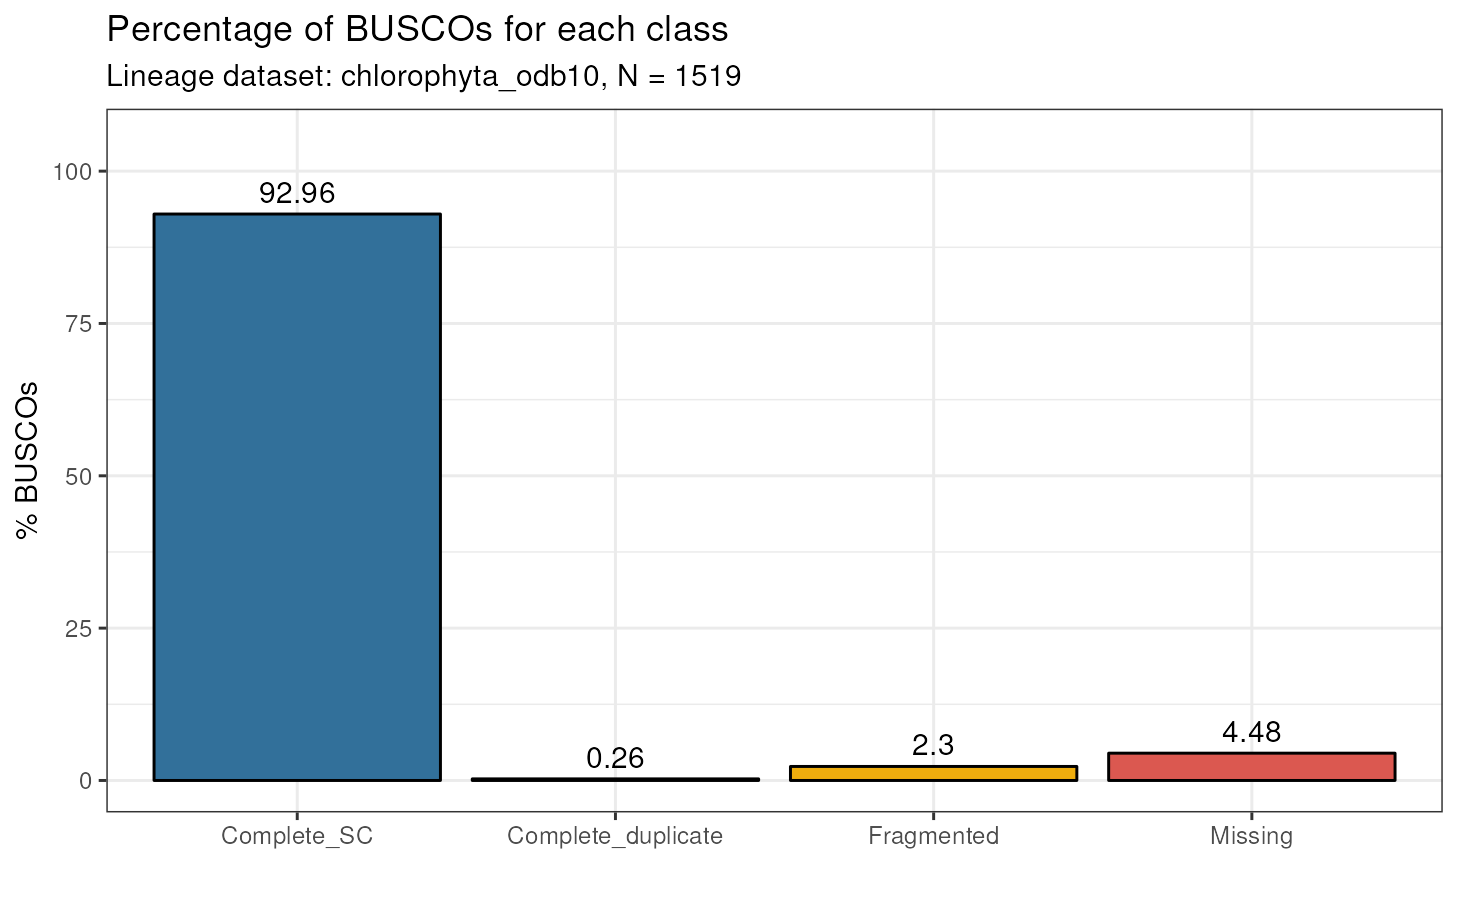 Percentage of BUSCOs for each class
Lineage dataset: chlorophyta_odb10, N = 1519
% BUSCOs
100
75
50
25
0
92.96
0.26
2.3
4.48
Complete_SC
Complete_duplicate
Fragmented
Missing